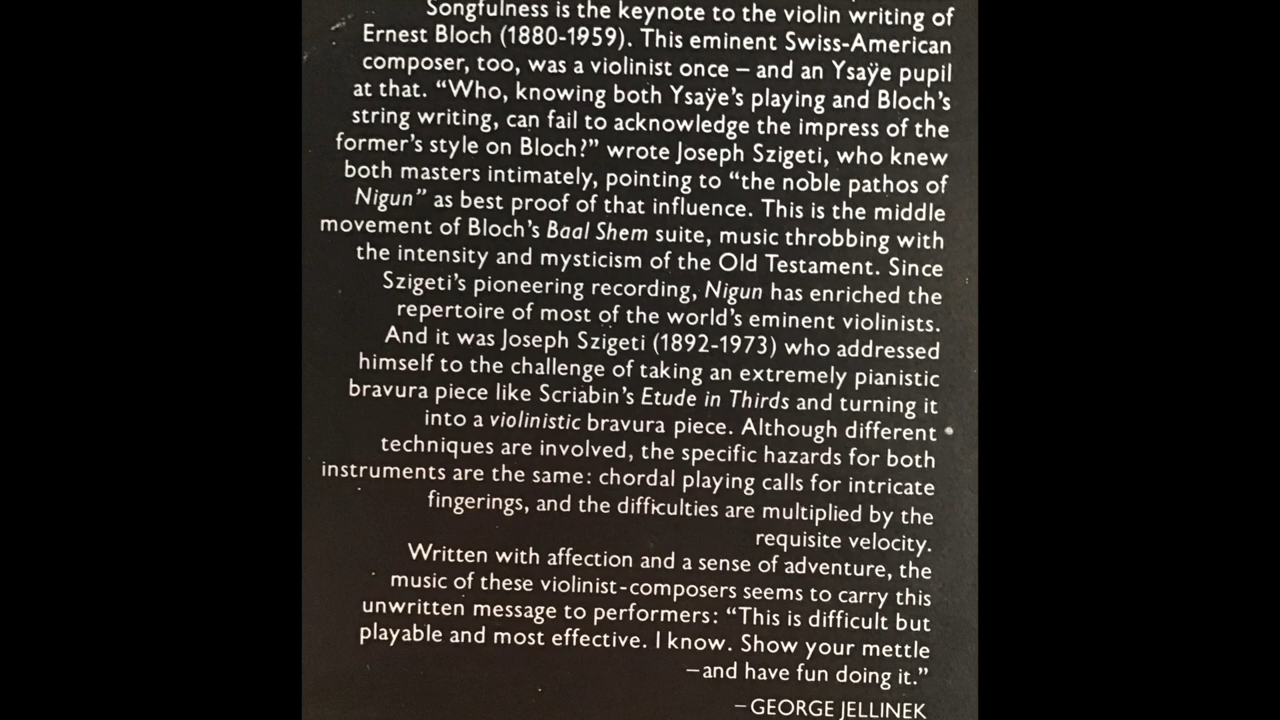 Songfulness is the keynote to the violin writing of
Ernest Bloch (1880-1959). This eminent Swiss-American
composer, too, was a violinist once – and an Ysaÿe pupil
at that. “Who, knowing both Ysaÿe’s playing and Bloch’s
string writing, can fail to acknowledge the impress of the
former’s style on Bloch?” wrote Joseph Szigeti, who knew
both masters intimately, pointing to “the noble pathos of
Nigun” as best proof of that influence. This is the middle
movement of Bloch’s Baal Shem suite, music throbbing with
the intensity and mysticism of the Old Testament. Since
Szigeti’s pioneering recording, Nigun has enriched the
repertoire of most of the world’s eminent violinists.
And it was Joseph Szigeti (1892-1973) who addressed
himself to the challenge of taking an extremely pianistic
bravura piece like Scriabin’s Etude in Thirds and turning it
into a violinistic bravura piece. Although different
techniques are involved, the specific hazards for both
instruments are the same: chordal playing calls for intricate
fingerings, and the difficulties are multiplied by the
requisite velocity.
Written with affection and a sense of adventure, the
music of these violinist-composers seems to carry this
unwritten message to performers: “This is difficult but
playable and most effective. I know. Show your mettle
–and have fun doing it.”
– GEORGE JELLINEK